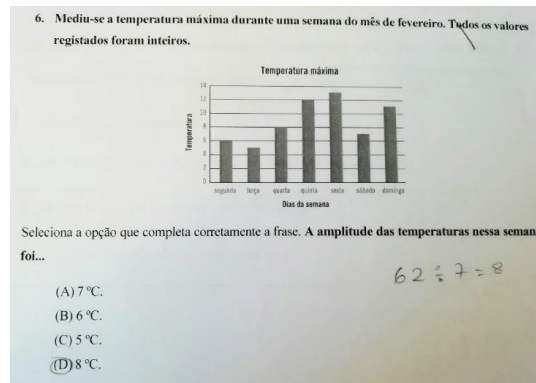 6. Mediu-se a temperatura máxima durante uma semana do mês de fevereiro. Todos os valores
registados foram inteiros.
Temperatura máxima
14
12
10
8
6
4
2
0
Temperatura
segunda terça quarta quinta sexta sábado domingo
Dias da semana
Seleciona a opção que completa corretamente a frase. A amplitude das temperaturas nessa seman
foi...
62 ÷ 7 = 8
(A) 7 ºC.
(B) 6 ºC.
(C) 5 ºC.
(D) 8 ºC.